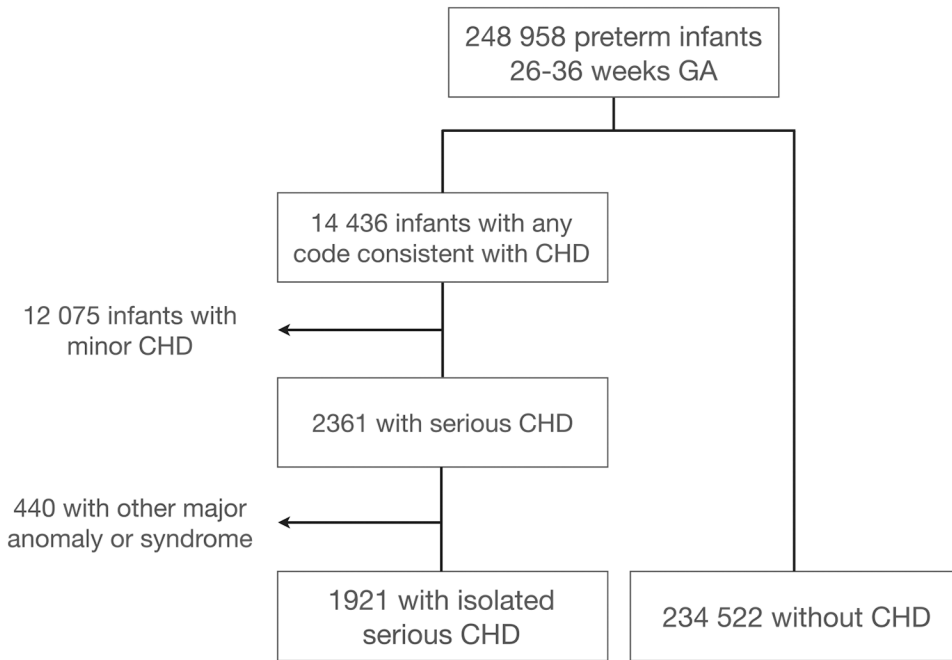 248 958 preterm infants
26-36 weeks GA
14 436 infants with any
code consistent with CHD
12 075 infants with
minor CHD
2361 with serious CHD
440 with other major
anomaly or syndrome
1921 with isolated
serious CHD
234 522 without CHD